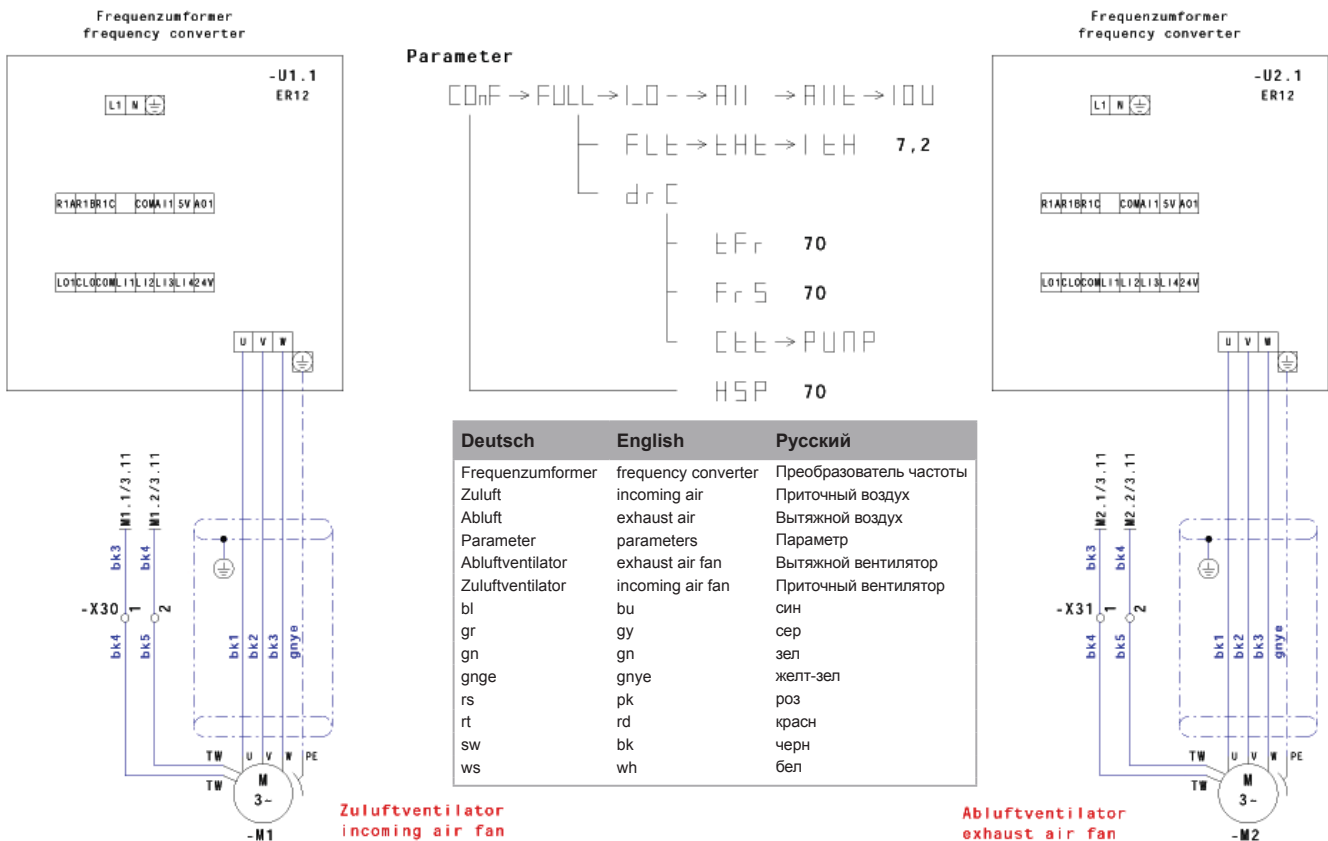 Frequenzumformer
frequency converter
-U1.1
ER12
L1 N
R1A R1B R1C COM AI1 5V AO1
LO1 CLO COM LI1 LI2 LI3 LI4 24V
U V W
M1.1/3.11
M1.2/3.11
bk3
bk4
-X30
1
2
bk4
bk5
bk1
bk2
bk3
gnye
TW
TW
U V W PE
M
3~
-M1
Zuluftventilator
incoming air fan
Parameter
COnF → FULL → I_O - → AI1 → AI1t → 10U
FLt → tHt → ItH 7,2
drC
tFr 70
FrS 70
Ctt → PUMP
HSP 70
Deutsch English Русский
Frequenzumformer frequency converter Преобразователь частоты
Zuluft incoming air Приточный воздух
Abluft exhaust air Вытяжной воздух
Parameter parameters Параметр
Abluftventilator exhaust air fan Вытяжной вентилятор
Zuluftventilator incoming air fan Приточный вентилятор
bl bu син
gr gy сер
gn gn зел
gnge gnye желт-зел
rs pk роз
rt rd красн
sw bk черн
ws wh бел
Frequenzumformer
frequency converter
-U2.1
ER12
L1 N
R1A R1B R1C COM AI1 5V AO1
LO1 CLO COM LI1 LI2 LI3 LI4 24V
U V W
M2.1/3.11
M2.2/3.11
bk3
bk4
-X31
1
2
bk4
bk5
bk1
bk2
bk3
gnye
TW
TW
U V W PE
M
3~
-M2
Abluftventilator
exhaust air fan